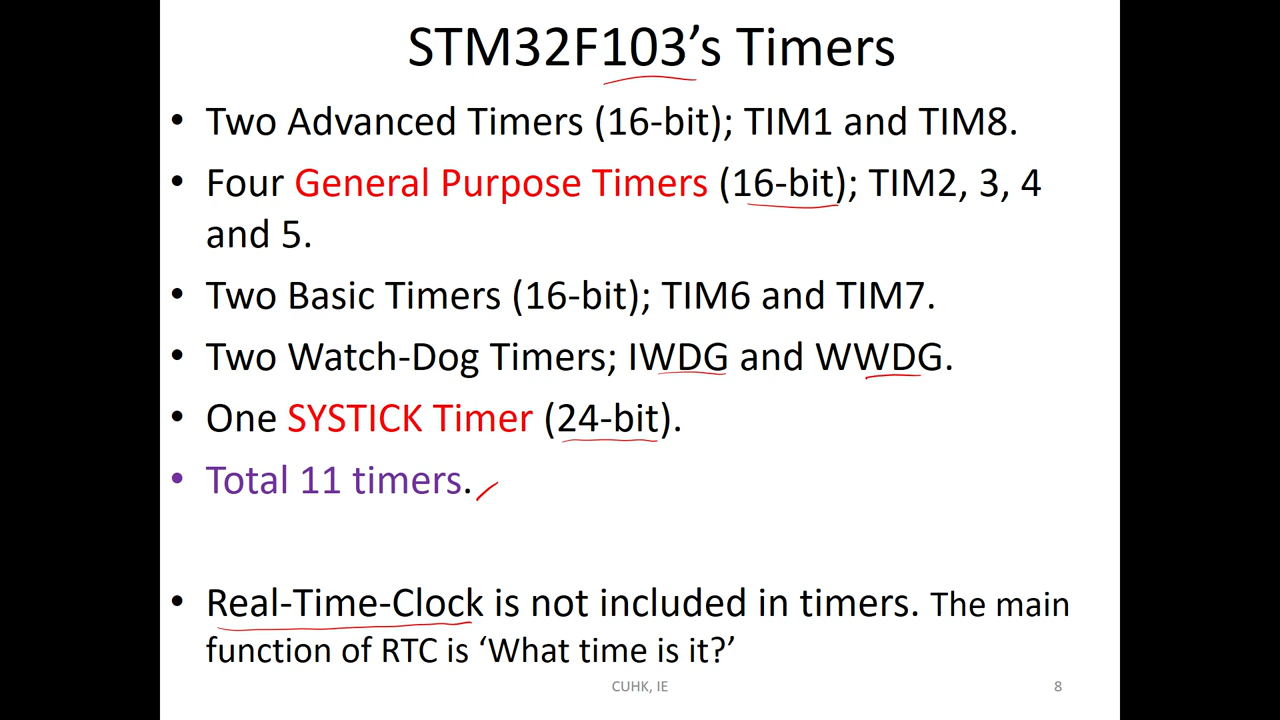 STM32F103’s Timers
• Two Advanced Timers (16-bit); TIM1 and TIM8.
• Four General Purpose Timers (16-bit); TIM2, 3, 4
and 5.
• Two Basic Timers (16-bit); TIM6 and TIM7.
• Two Watch-Dog Timers; IWDG and WWDG.
• One SYSTICK Timer (24-bit).
• Total 11 timers.
• Real-Time-Clock is not included in timers. The main
function of RTC is ‘What time is it?’
CUHK, IE
8